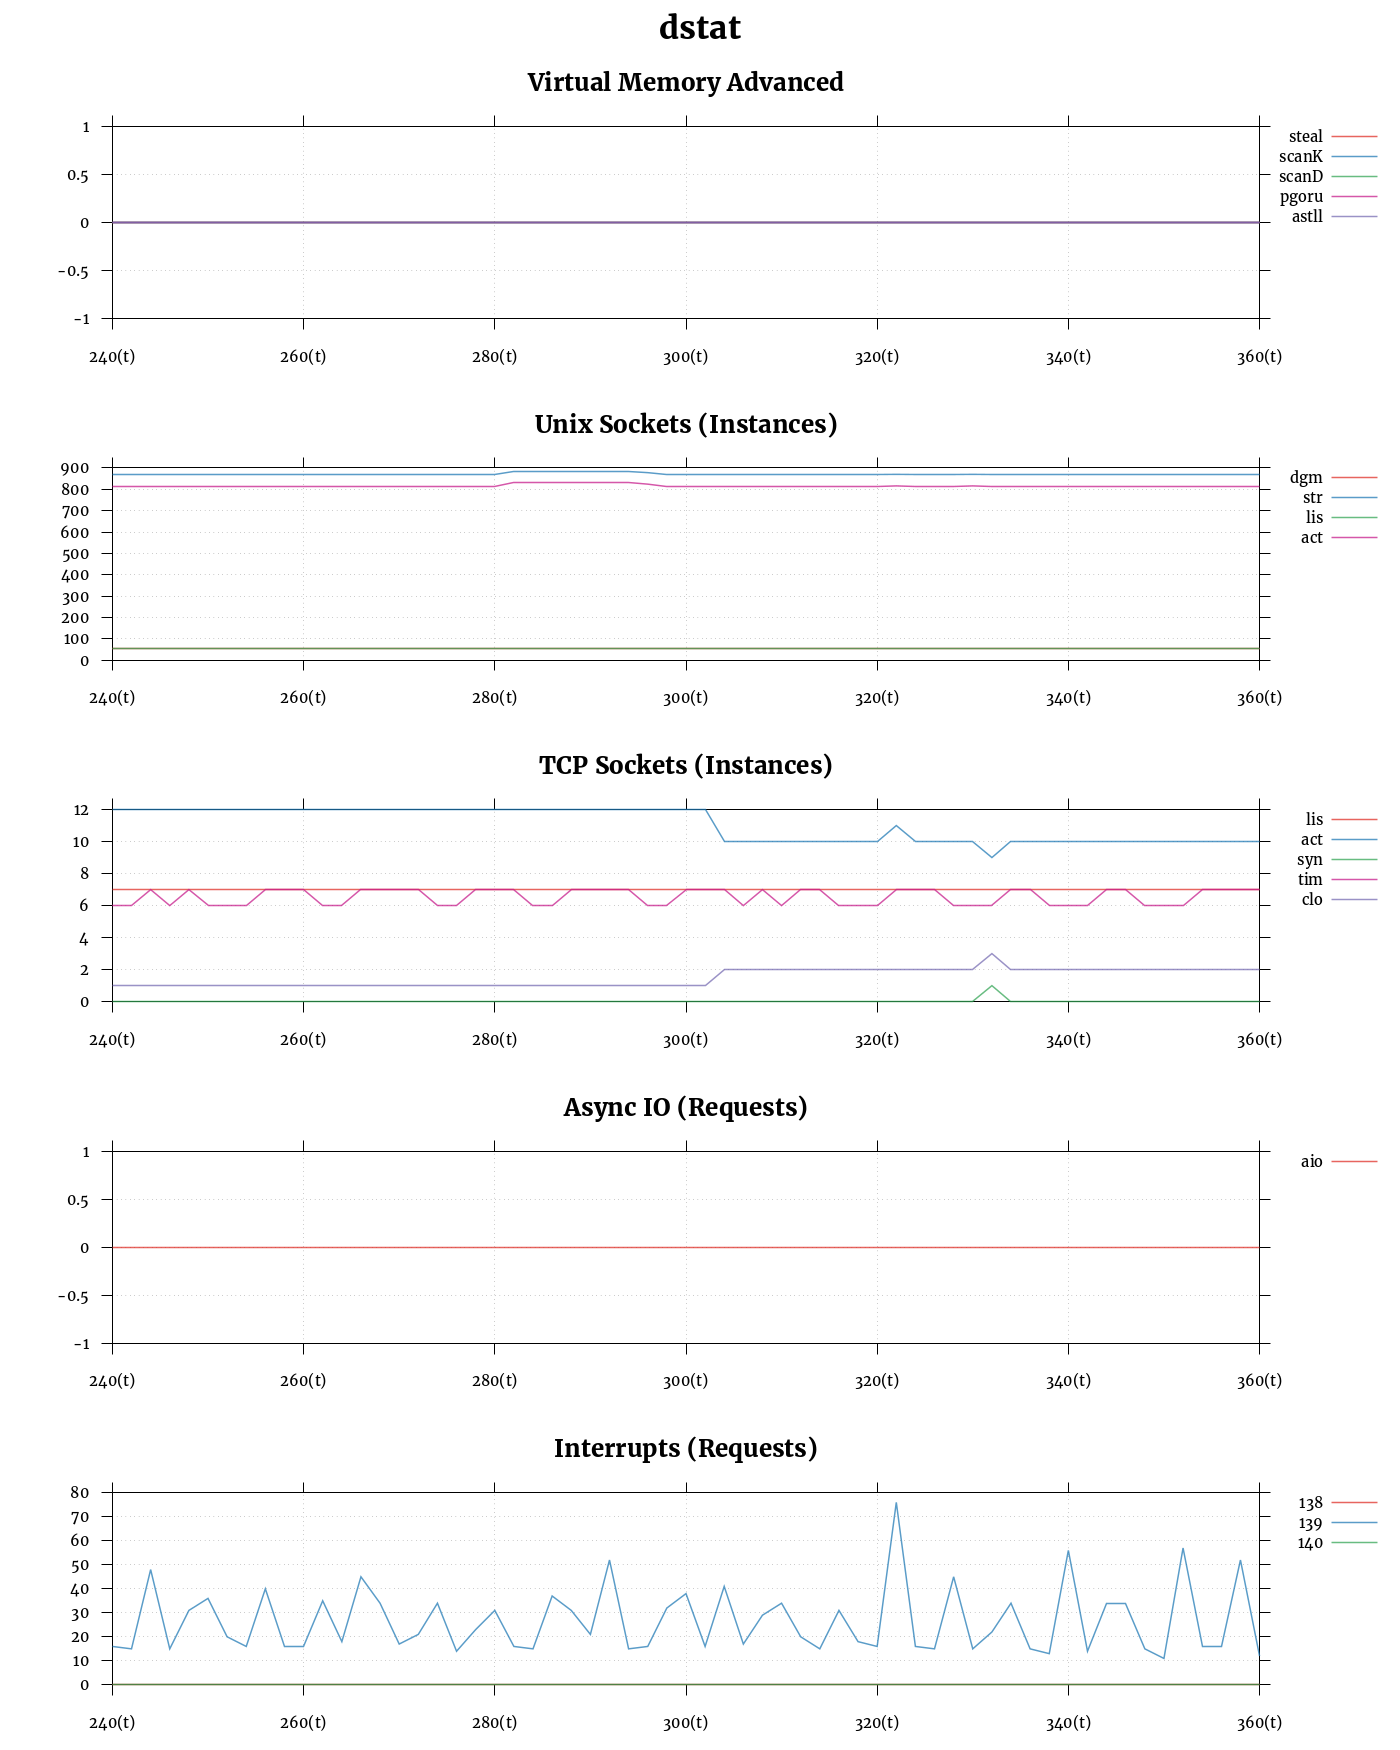 dstat
Virtual Memory Advanced
1
0.5
0
-0.5
-1
240(t) 260(t) 280(t) 300(t) 320(t) 340(t) 360(t)
steal
scanK
scanD
pgoru
astll
Unix Sockets (Instances)
900
800
700
600
500
400
300
200
100
0
240(t) 260(t) 280(t) 300(t) 320(t) 340(t) 360(t)
dgm
str
lis
act
TCP Sockets (Instances)
12
10
8
6
4
2
0
240(t) 260(t) 280(t) 300(t) 320(t) 340(t) 360(t)
lis
act
syn
tim
clo
Async IO (Requests)
1
0.5
0
-0.5
-1
240(t) 260(t) 280(t) 300(t) 320(t) 340(t) 360(t)
aio
Interrupts (Requests)
80
70
60
50
40
30
20
10
0
240(t) 260(t) 280(t) 300(t) 320(t) 340(t) 360(t)
138
139
140